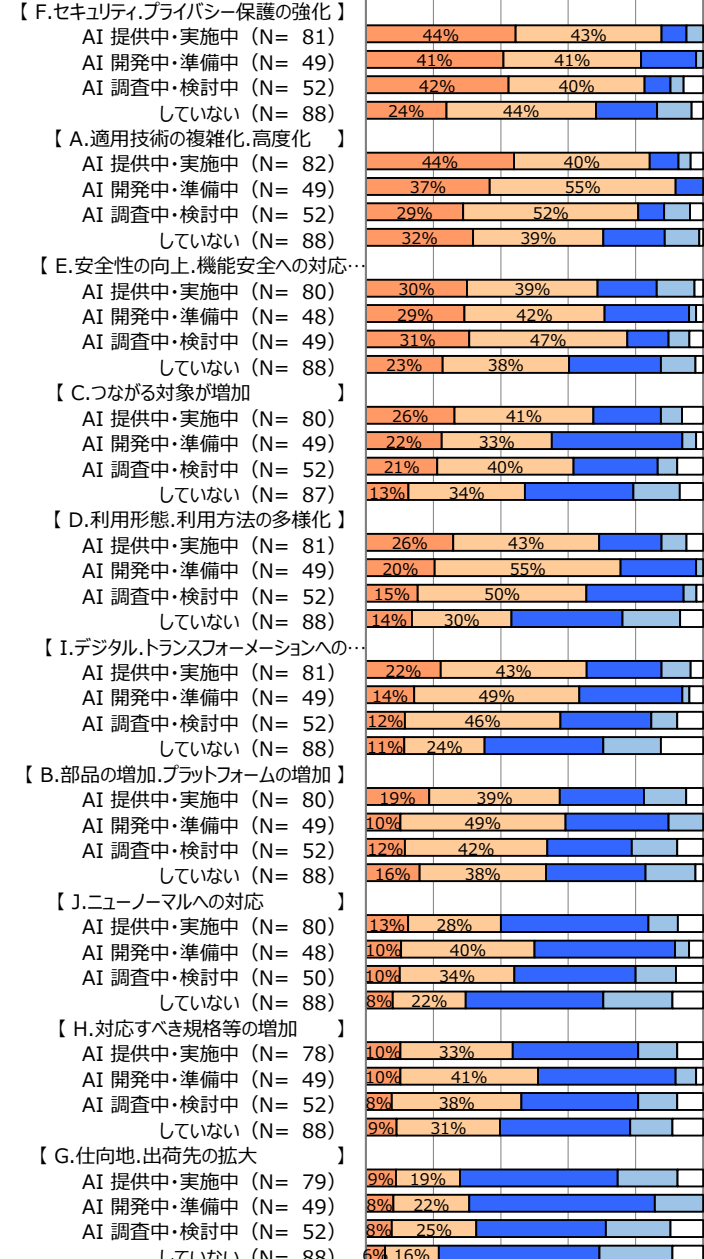 【 F.セキュリティ.プライバシー保護の強化 】
AI 提供中・実施中（N= 81） 44% 43%
AI 開発中・準備中（N= 49） 41% 41%
AI 調査中・検討中（N= 52） 42% 40%
していない（N= 88） 24% 44%
【 A.適用技術の複雑化.高度化 】
AI 提供中・実施中（N= 82） 44% 40%
AI 開発中・準備中（N= 49） 37% 55%
AI 調査中・検討中（N= 52） 29% 52%
していない（N= 88） 32% 39%
【 E.安全性の向上.機能安全への対応…
AI 提供中・実施中（N= 80） 30% 39%
AI 開発中・準備中（N= 48） 29% 42%
AI 調査中・検討中（N= 49） 31% 47%
していない（N= 88） 23% 38%
【 C.つながる対象が増加 】
AI 提供中・実施中（N= 80） 26% 41%
AI 開発中・準備中（N= 49） 22% 33%
AI 調査中・検討中（N= 52） 21% 40%
していない（N= 87） 13% 34%
【 D.利用形態.利用方法の多様化 】
AI 提供中・実施中（N= 81） 26% 43%
AI 開発中・準備中（N= 49） 20% 55%
AI 調査中・検討中（N= 52） 15% 50%
していない（N= 88） 14% 30%
【 I.デジタル.トランスフォーメーションへの…
AI 提供中・実施中（N= 81） 22% 43%
AI 開発中・準備中（N= 49） 14% 49%
AI 調査中・検討中（N= 52） 12% 46%
していない（N= 88） 11% 24%
【 B.部品の増加.プラットフォームの増加 】
AI 提供中・実施中（N= 80） 19% 39%
AI 開発中・準備中（N= 49） 10% 49%
AI 調査中・検討中（N= 52） 12% 42%
していない（N= 88） 16% 38%
【 J.ニューノーマルへの対応 】
AI 提供中・実施中（N= 80） 13% 28%
AI 開発中・準備中（N= 48） 10% 40%
AI 調査中・検討中（N= 50） 10% 34%
していない（N= 88） 8% 22%
【 H.対応すべき規格等の増加 】
AI 提供中・実施中（N= 78） 10% 33%
AI 開発中・準備中（N= 49） 10% 41%
AI 調査中・検討中（N= 52） 8% 38%
していない（N= 88） 9% 31%
【 G.仕向地.出荷先の拡大 】
AI 提供中・実施中（N= 79） 9% 19%
AI 開発中・準備中（N= 49） 8% 22%
AI 調査中・検討中（N= 52） 8% 25%
していない（N= 88） 6% 16%